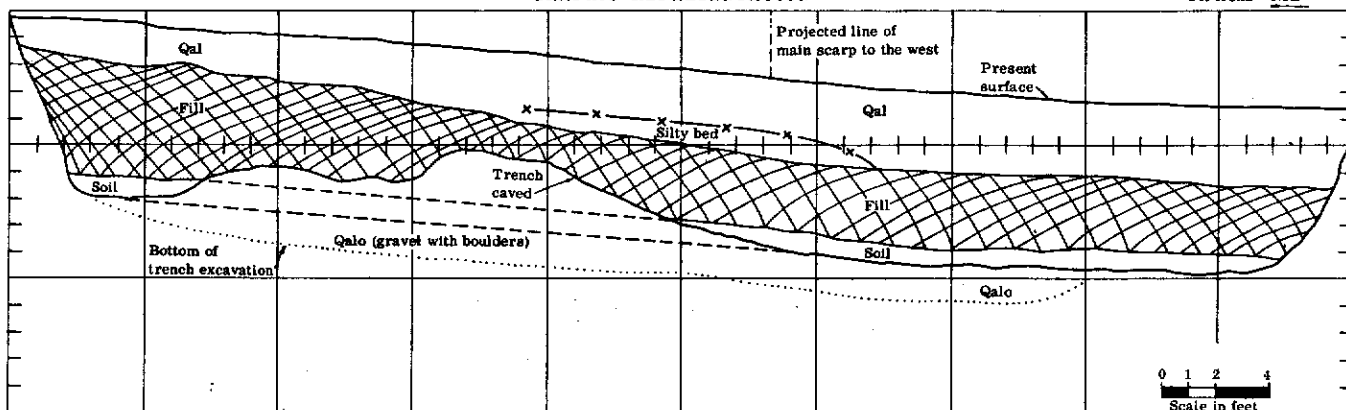 Projected line of
main scarp to the west
Qal
Present
surface
Fill
Qal
Silty bed
Trench
caved
Soil
Fill
Qalo (gravel with boulders)
Bottom of
trench excavation
Soil
Qalo
0 1 2 4
Scale in feet